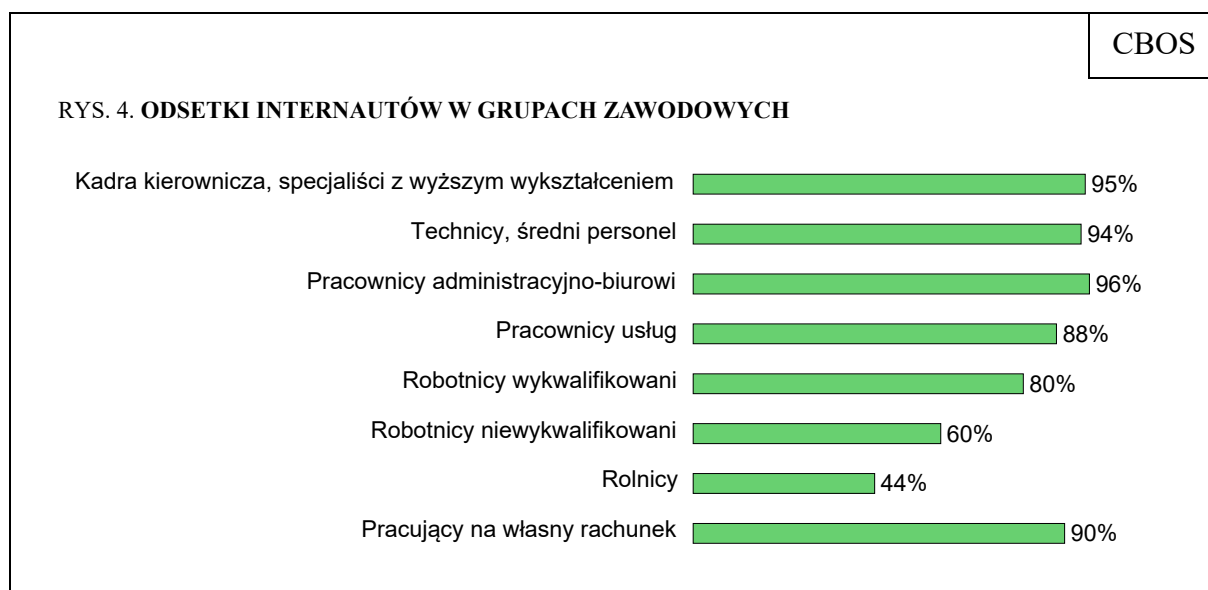 CBOS
RYS. 4. ODSETKI INTERNAUTÓW W GRUPACH ZAWODOWYCH
Kadra kierownicza, specjaliści z wyższym wykształceniem 95%
Technicy, średni personel 94%
Pracownicy administracyjno-biurowi 96%
Pracownicy usług 88%
Robotnicy wykwalifikowani 80%
Robotnicy niewykwalifikowani 60%
Rolnicy 44%
Pracujący na własny rachunek 90%